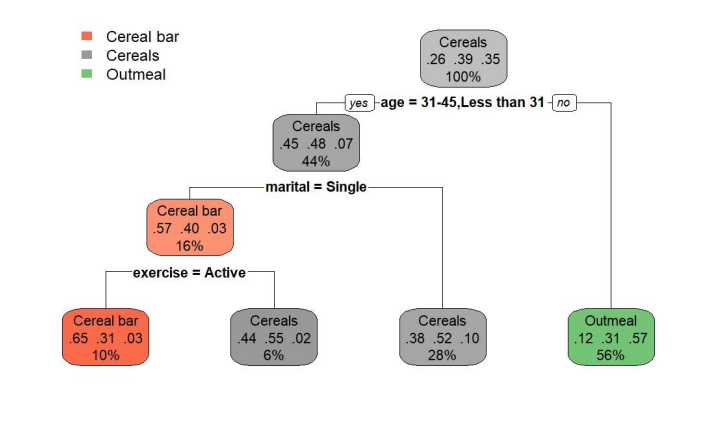 Cereal bar
Cereals
Outmeal
Cereals
.26 .39 .35
100%
yes age = 31-45,Less than 31 no
Cereals
.45 .48 .07
44%
marital = Single
Cereal bar
.57 .40 .03
16%
exercise = Active
Cereal bar
.65 .31 .03
10%
Cereals
.44 .55 .02
6%
Cereals
.38 .52 .10
28%
Outmeal
.12 .31 .57
56%